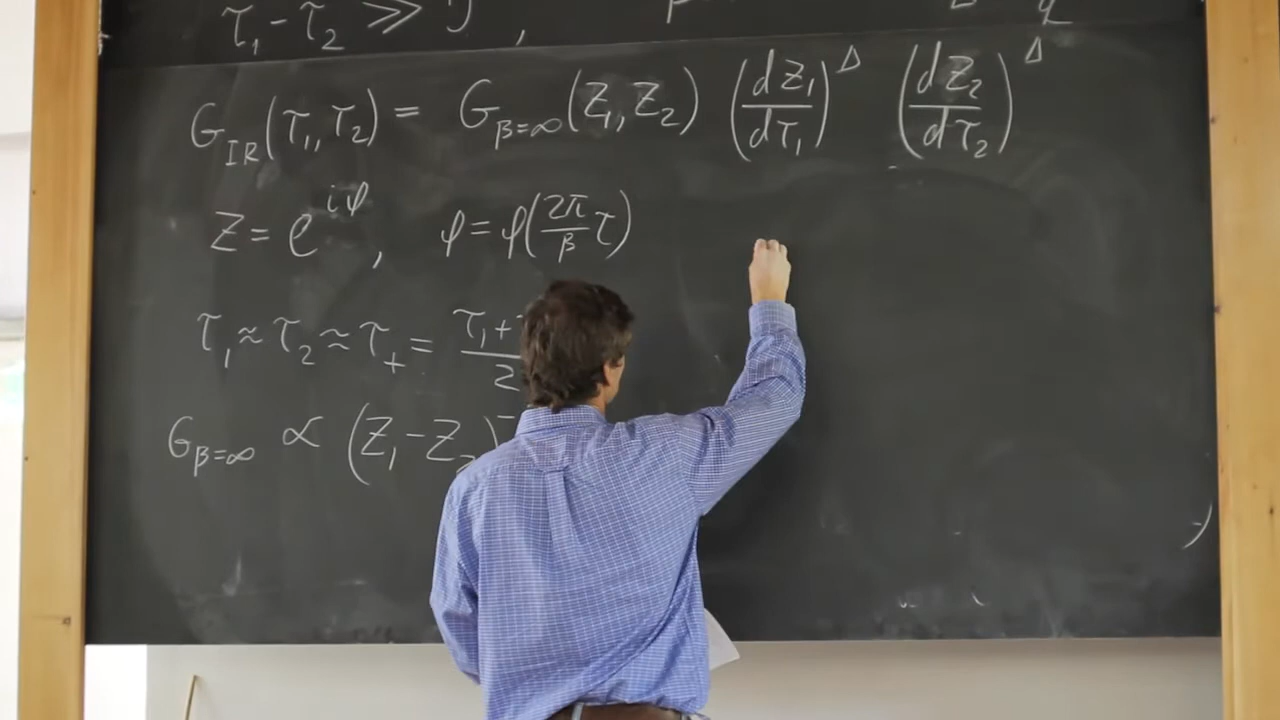 τ₁ - τ₂ ≫ J ,
G_IR(τ₁, τ₂) = G_β=∞(z₁, z₂) (dz₁/dτ₁)^Δ (dz₂/dτ₂)^Δ
z = e^{iφ} , φ = φ(2π/β τ)
τ₁ ≈ τ₂ ≈ τ₊ = τ₁+ /2
G_β=∞ ∝ (z₁ - z₂)^-